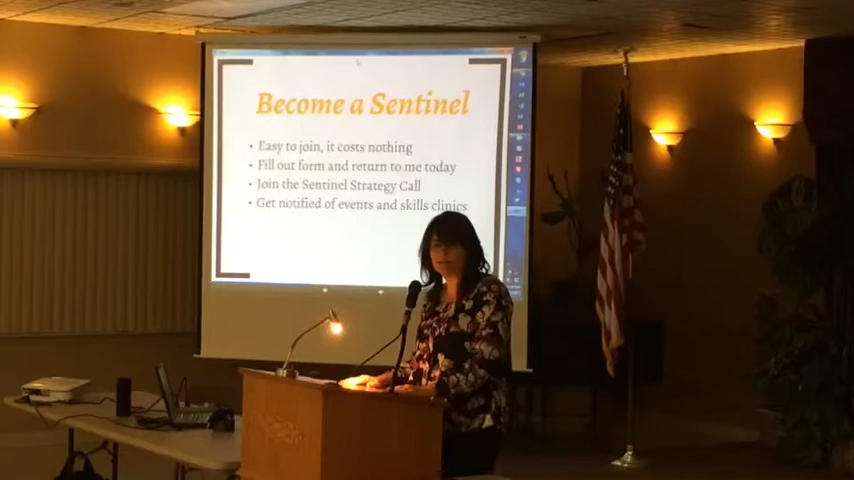 Become a Sentinel
• Easy to join, it costs nothing
• Fill out form and return to me today
• Join the Sentinel Strategy Call
• Get notified of events and skills clinics